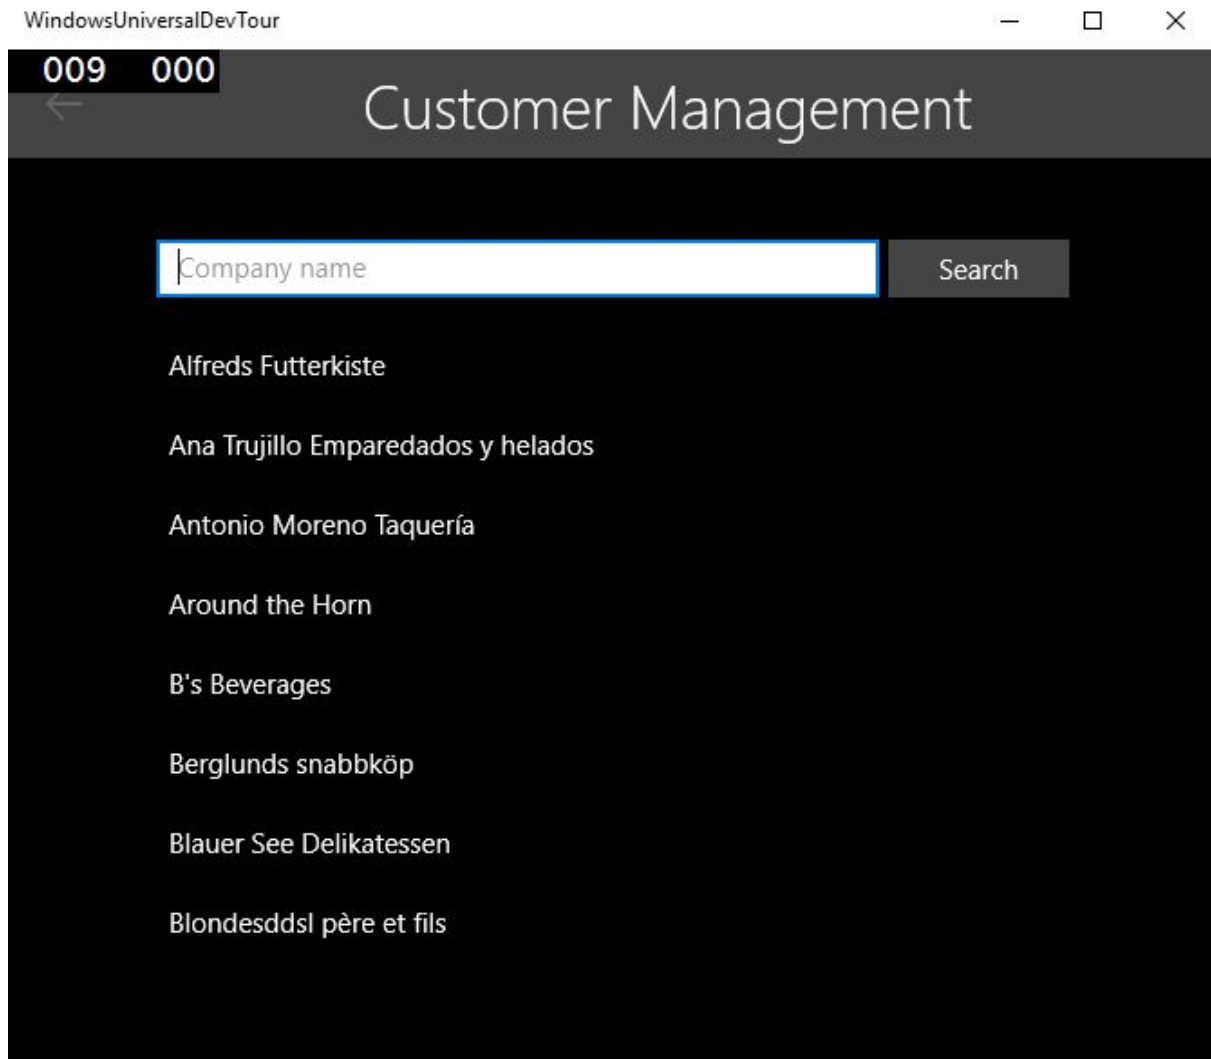 WindowsUniversalDevTour
009 000
Customer Management
Company name
Search
Alfreds Futterkiste
Ana Trujillo Emparedados y helados
Antonio Moreno Taquería
Around the Horn
B's Beverages
Berglunds snabbköp
Blauer See Delikatessen
Blondesddsl père et fils